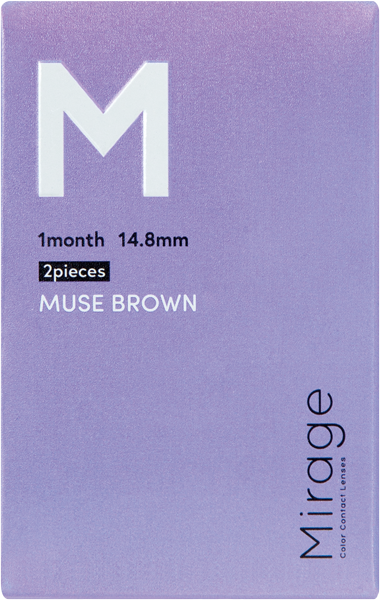 M
1month 14.8mm
2pieces
MUSE BROWN
Mirage
Color Contact Lenses